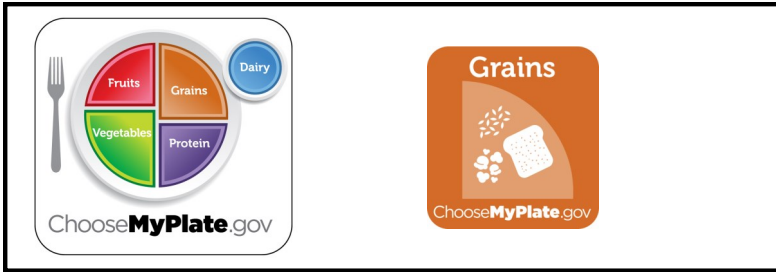 Dairy
Fruits
Grains
Vegetables
Protein
ChooseMyPlate.gov
Grains
ChooseMyPlate.gov